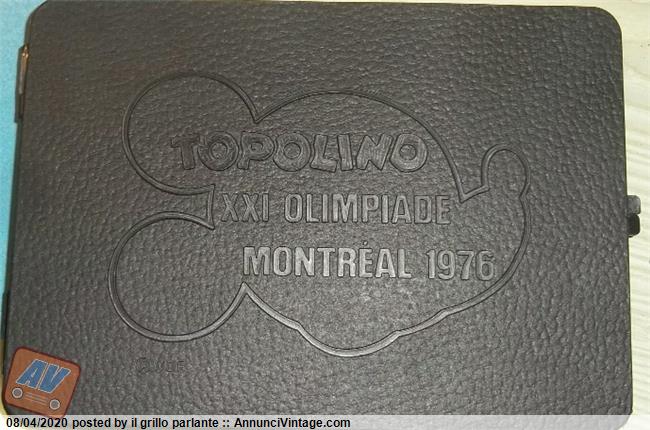 TOPOLINO
XXI OLIMPIADE
MONTRÉAL 1976
AV
08/04/2020 posted by il grillo parlante :: AnnunciVintage.com